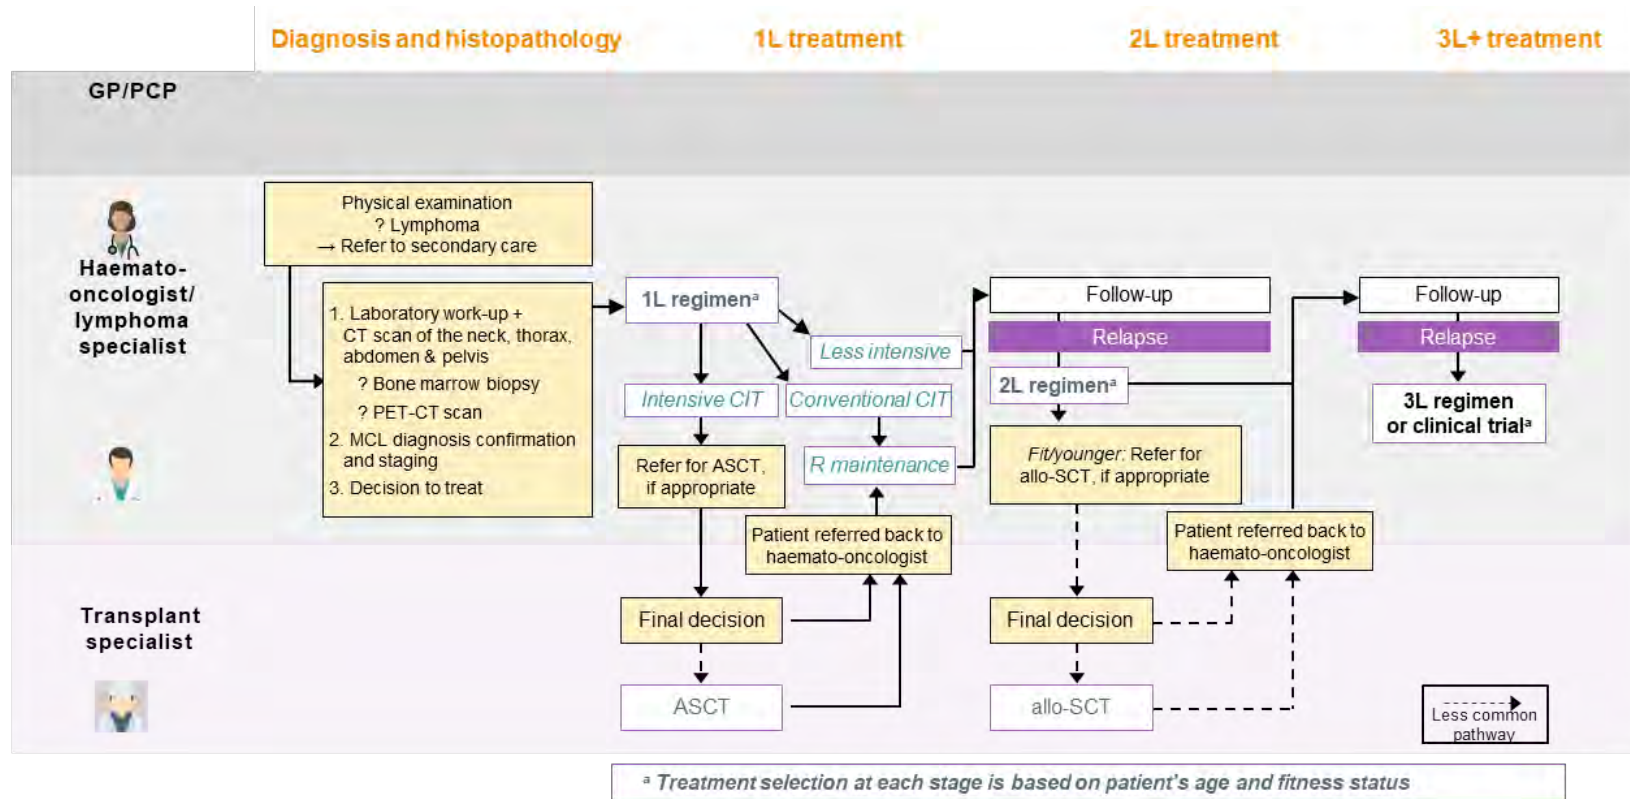 Diagnosis and histopathology
1L treatment
2L treatment
3L+ treatment
GP/PCP
Haemato-
oncologist/
lymphoma
specialist
Transplant
specialist
Physical examination
? Lymphoma
→ Refer to secondary care
1. Laboratory work-up +
CT scan of the neck, thorax,
abdomen & pelvis
? Bone marrow biopsy
? PET-CT scan
2. MCL diagnosis confirmation
and staging
3. Decision to treat
1L regimenᵃ
Less intensive
Intensive CIT
Conventional CIT
Refer for ASCT,
if appropriate
R maintenance
Patient referred back to
haemato-oncologist
Final decision
ASCT
Follow-up
Relapse
2L regimenᵃ
Fit/younger: Refer for
allo-SCT, if appropriate
Patient referred back to
haemato-oncologist
Final decision
allo-SCT
Follow-up
Relapse
3L regimen
or clinical trialᵃ
Less common
pathway
ᵃ Treatment selection at each stage is based on patient's age and fitness status